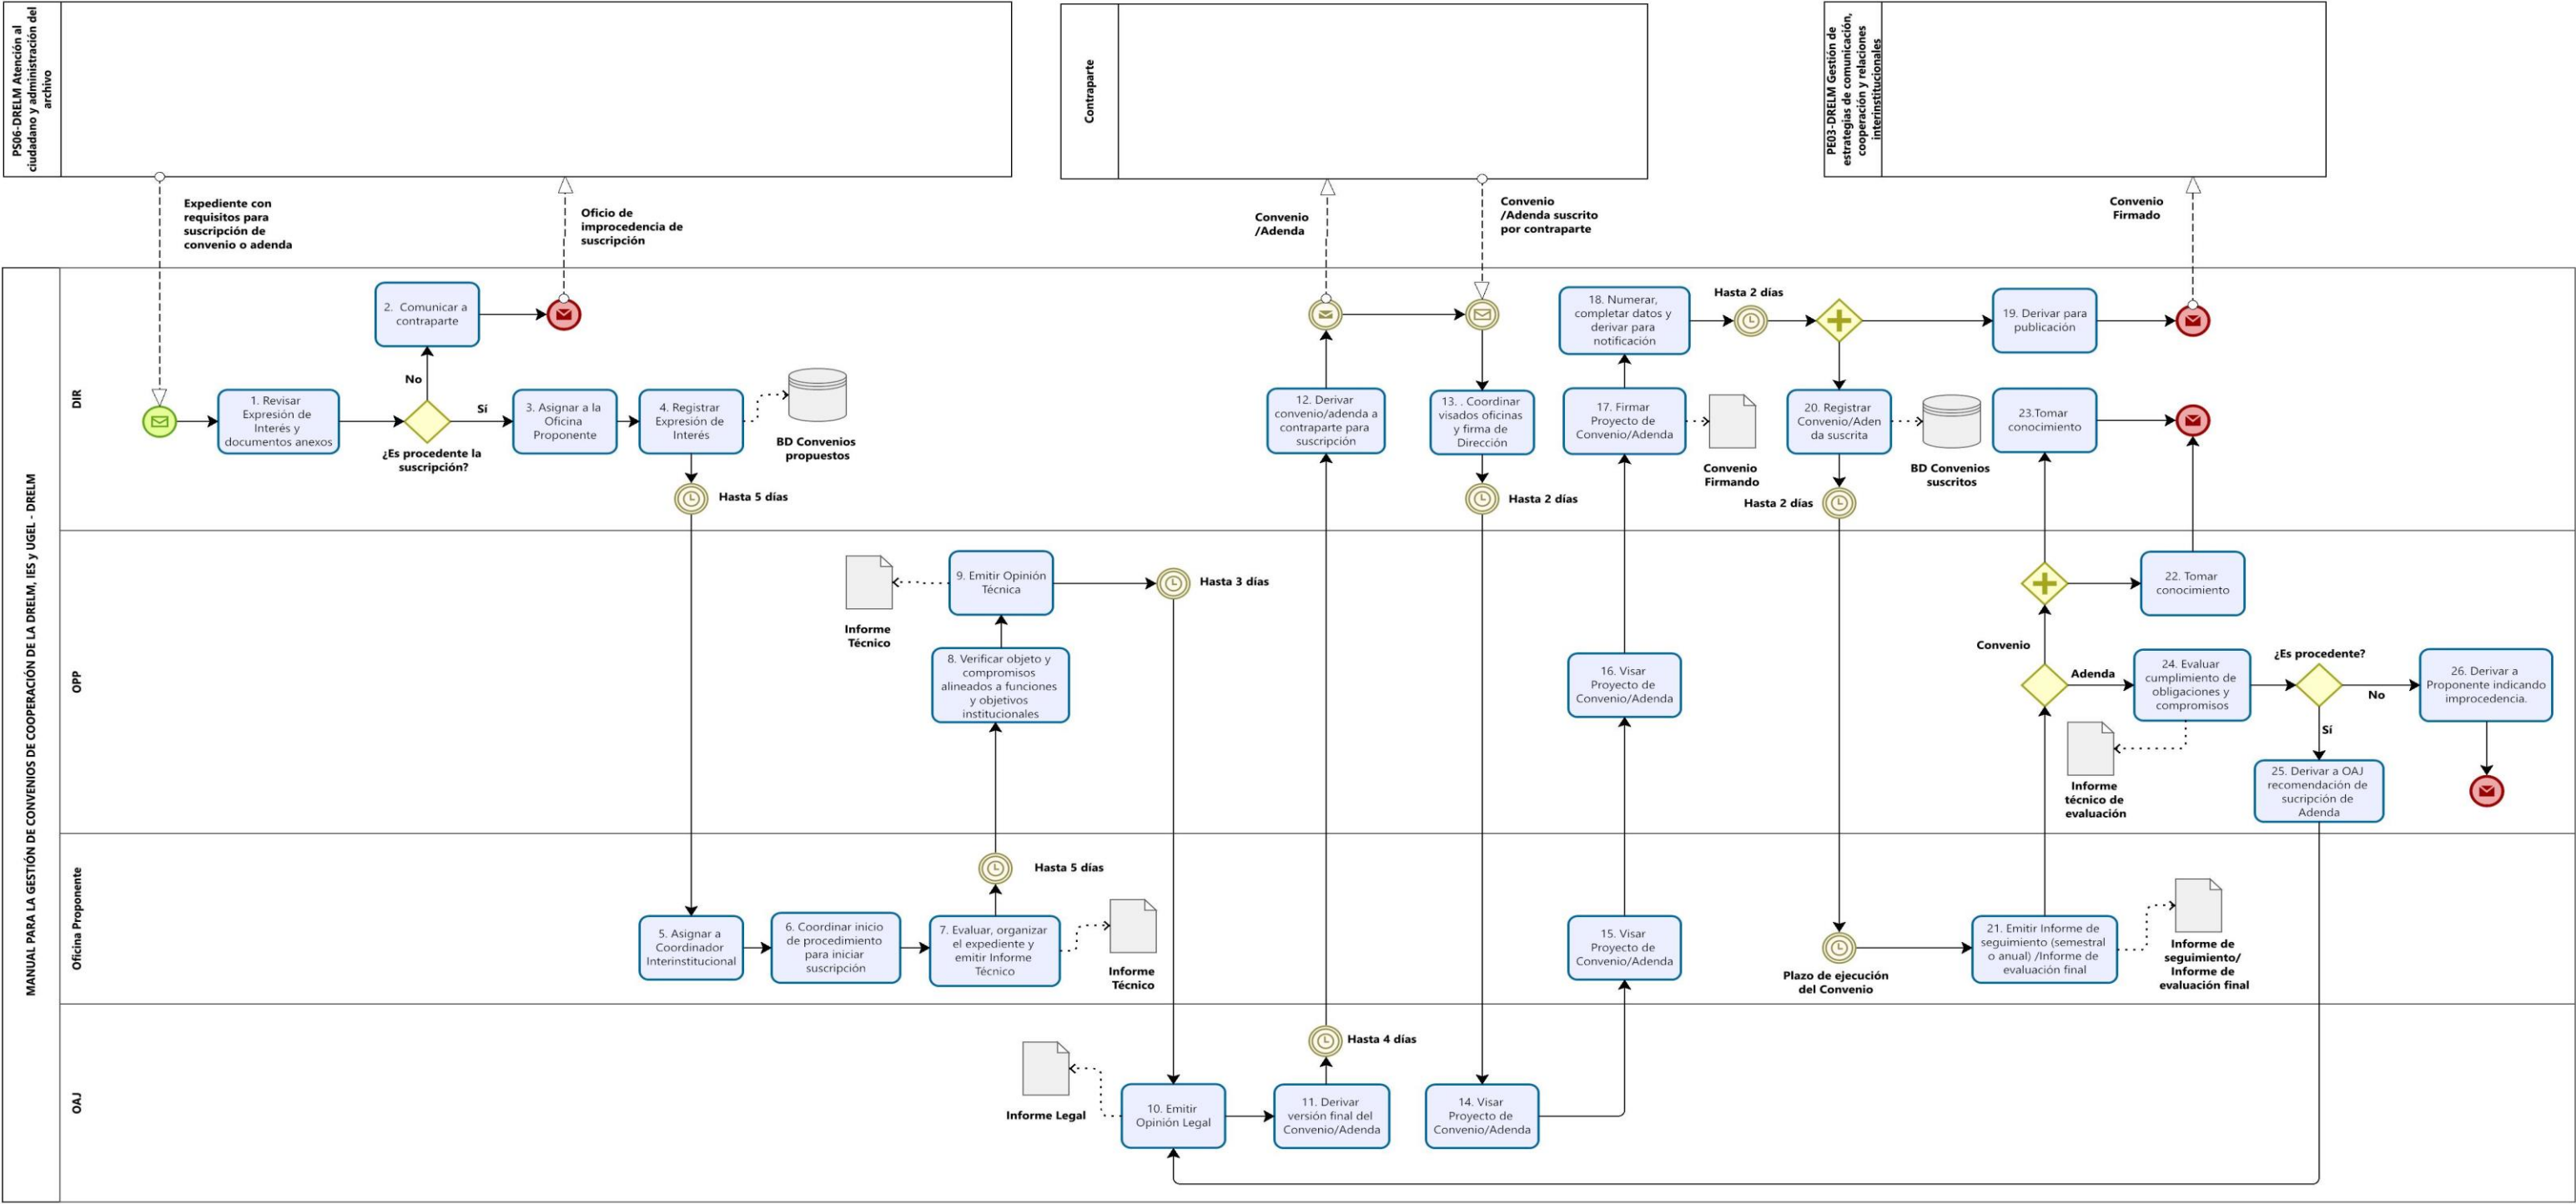 PS06-DRELM Atención al
ciudadano y administración del
archivo
Contraparte
PE03-DRELM Gestión de
estrategias de comunicación,
cooperación y relaciones
interinstitucionales
Expediente con
requisitos para
suscripción de
convenio o adenda
Oficio de
improcedencia de
suscripción
Convenio
/Adenda
Convenio
/Adenda suscrito
por contraparte
Convenio
Firmado
MANUAL PARA LA GESTIÓN DE CONVENIOS DE COOPERACIÓN DE LA DRELM, IES y UGEL - DRELM
DIR
2. Comunicar a
contraparte
No
1. Revisar
Expresión de
Interés y
documentos anexos
¿Es procedente la
suscripción?
Sí
3. Asignar a la
Oficina
Proponente
4. Registrar
Expresión de
Interés
BD Convenios
propuestos
Hasta 5 días
12. Derivar
convenio/adenda a
contraparte para
suscripción
13. . Coordinar
visados oficinas
y firma de
Dirección
Hasta 2 días
18. Numerar,
completar datos y
derivar para
notificación
Hasta 2 días
17. Firmar
Proyecto de
Convenio/Adenda
Convenio
Firmando
19. Derivar para
publicación
20. Registrar
Convenio/Aden
da suscrita
BD Convenios
suscritos
Hasta 2 días
23.Tomar
conocimiento
OPP
Informe
Técnico
9. Emitir Opinión
Técnica
Hasta 3 días
8. Verificar objeto y
compromisos
alineados a funciones
y objetivos
institucionales
16. Visar
Proyecto de
Convenio/Adenda
22. Tomar
conocimiento
Convenio
Adenda
24. Evaluar
cumplimiento de
obligaciones y
compromisos
¿Es procedente?
No
26. Derivar a
Proponente indicando
improcedencia.
Sí
Informe
técnico de
evaluación
25. Derivar a OAJ
recomendación de
sucripción de
Adenda
Oficina Proponente
Hasta 5 días
5. Asignar a
Coordinador
Interinstitucional
6. Coordinar inicio
de procedimiento
para iniciar
suscripción
7. Evaluar, organizar
el expediente y
emitir Informe
Técnico
Informe
Técnico
15. Visar
Proyecto de
Convenio/Adenda
Plazo de ejecución
del Convenio
21. Emitir Informe de
seguimiento (semestral
o anual) /Informe de
evaluación final
Informe de
seguimiento/
Informe de
evaluación final
OAJ
Hasta 4 días
Informe Legal
10. Emitir
Opinión Legal
11. Derivar
versión final del
Convenio/Adenda
14. Visar
Proyecto de
Convenio/Adenda